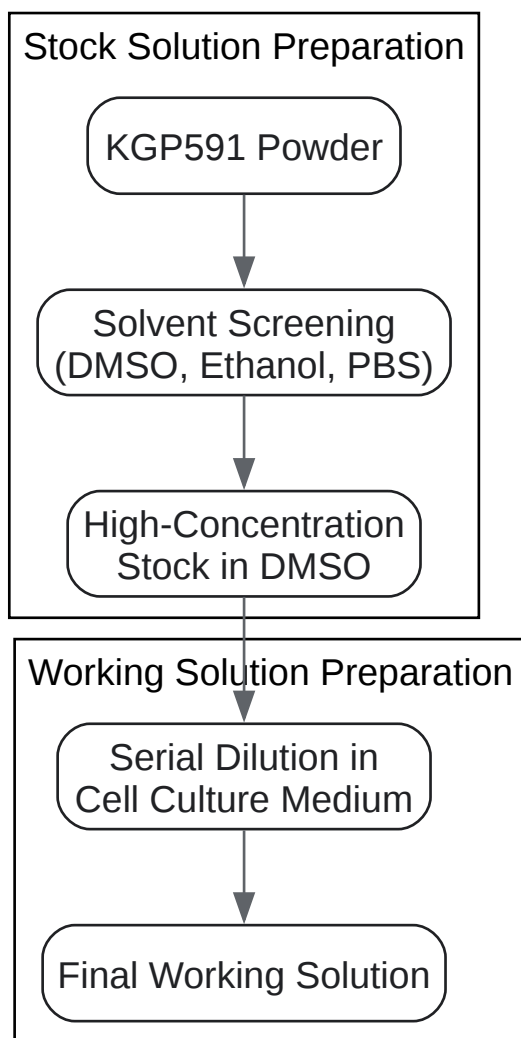 Stock Solution Preparation
KGP591 Powder
Solvent Screening
(DMSO, Ethanol, PBS)
High-Concentration
Stock in DMSO
Working Solution Preparation
Serial Dilution in
Cell Culture Medium
Final Working Solution